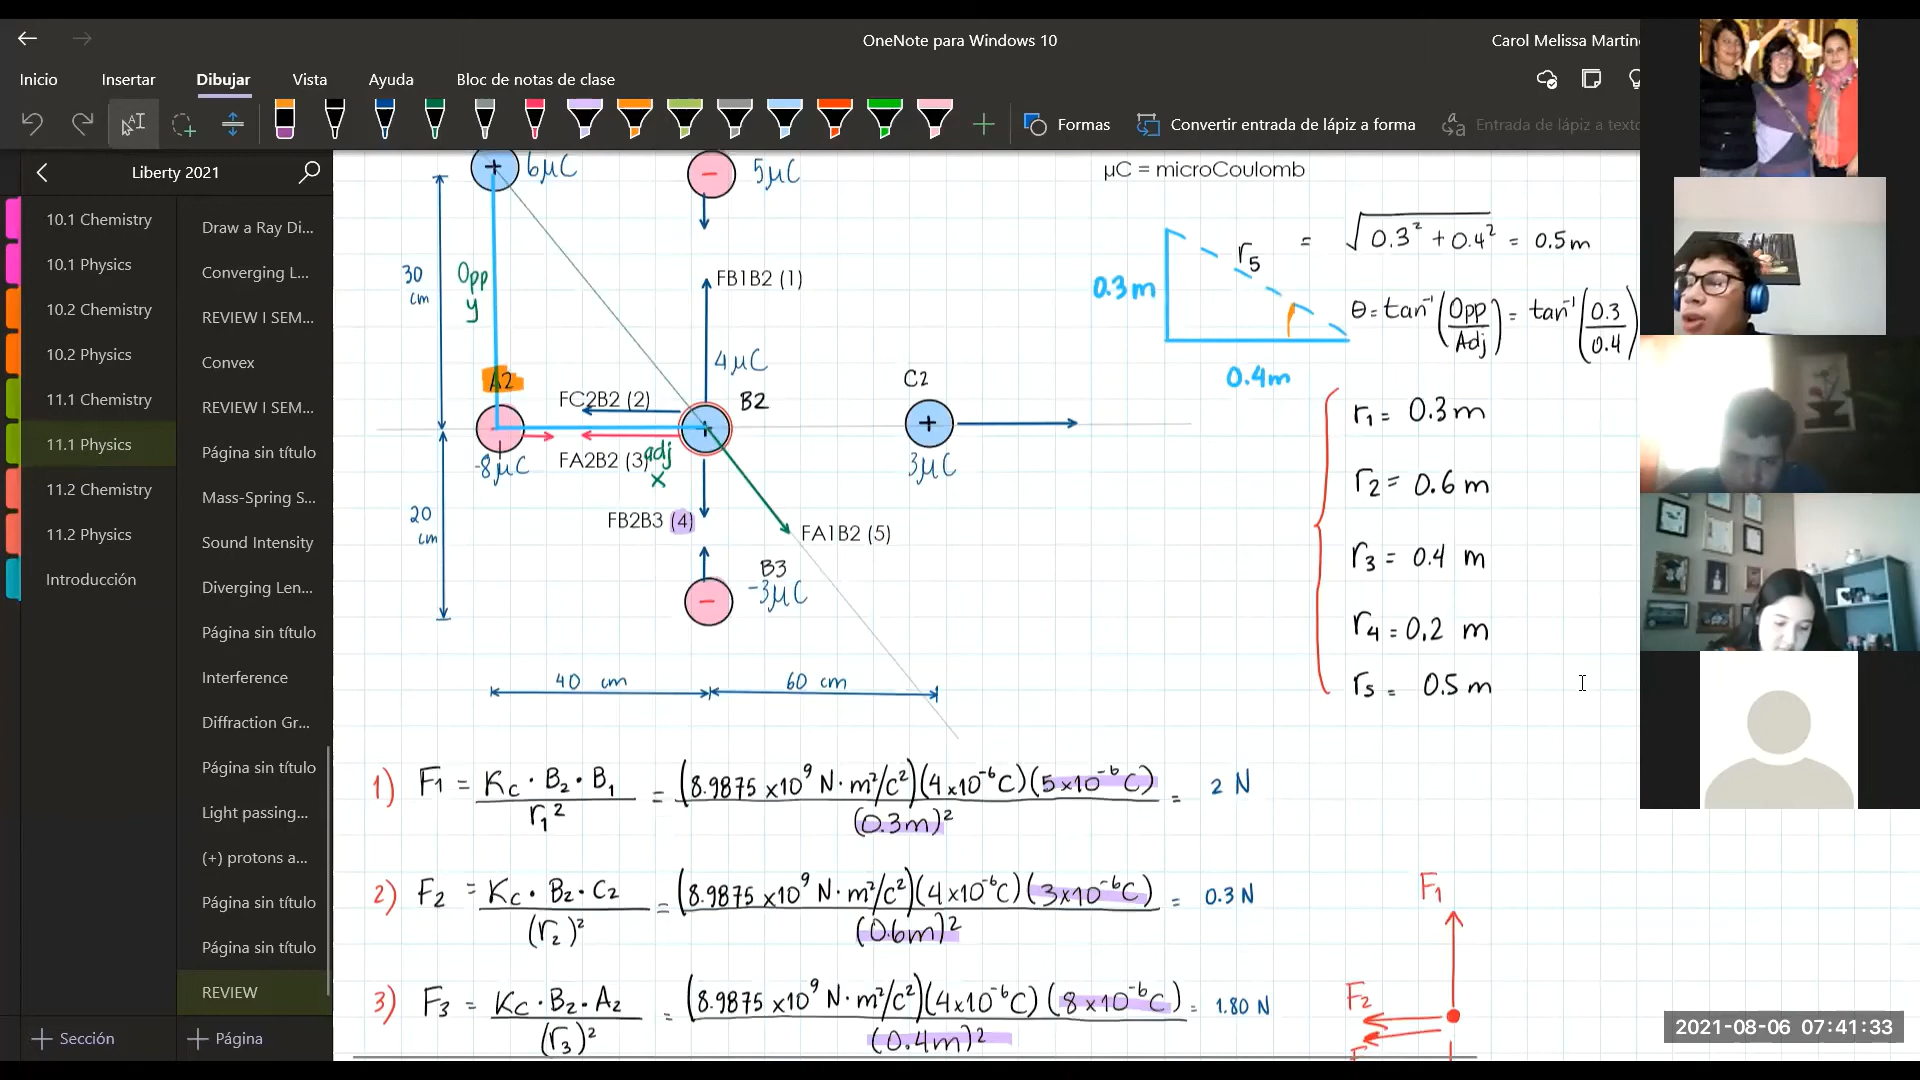 OneNote para Windows 10
Carol Melissa Martin
Inicio
Insertar
Dibujar
Vista
Ayuda
Bloc de notas de clase
Formas
Convertir entrada de lápiz a forma
Entrada de lápiz a texto
Liberty 2021
10.1 Chemistry
10.1 Physics
10.2 Chemistry
10.2 Physics
11.1 Chemistry
11.1 Physics
11.2 Chemistry
11.2 Physics
Introducción
Sección
Draw a Ray Di...
Converging L...
REVIEW I SEM...
Convex
REVIEW I SEM...
Página sin título
Mass-Spring S...
Sound Intensity
Diverging Len...
Página sin título
Interference
Diffraction Gr...
Página sin título
Light passing...
(+) protons a...
Página sin título
Página sin título
REVIEW
Página
+ 6μC
- 5μC
μC = microCoulomb
30 cm
Opp y
FB1B2 (1)
4μC
A2
FC2B2 (2)
B2
C2
+
+
-8μC
FA2B2 (3)
adj x
3μC
20 cm
FB2B3 (4)
FA1B2 (5)
B3
-3μC
-
40 cm
60 cm
0.3m
r5 = √0.3² + 0.4² = 0.5m
0.4m
θ = tan⁻¹(Opp/Adj) = tan⁻¹(0.3/0.4)
r1 = 0.3m
r2 = 0.6 m
r3 = 0.4 m
r4 = 0.2 m
r5 = 0.5 m
1) F1 = Kc · B2 · B1 / r1² = (8.9875 x10⁹ N·m²/c²)(4x10⁻⁶C)(5x10⁻⁶C) / (0.3m)² = 2 N
2) F2 = Kc · B2 · C2 / (r2)² = (8.9875 x10⁹ N·m²/c²)(4x10⁻⁶C)(3x10⁻⁶C) / (0.6m)² = 0.3 N
3) F3 = Kc · B2 · A2 / (r3)² = (8.9875 x10⁹ N·m²/c²)(4x10⁻⁶C)(8x10⁻⁶C) / (0.4m)² = 1.80 N
F1
F2
2021-08-06 07:41:33